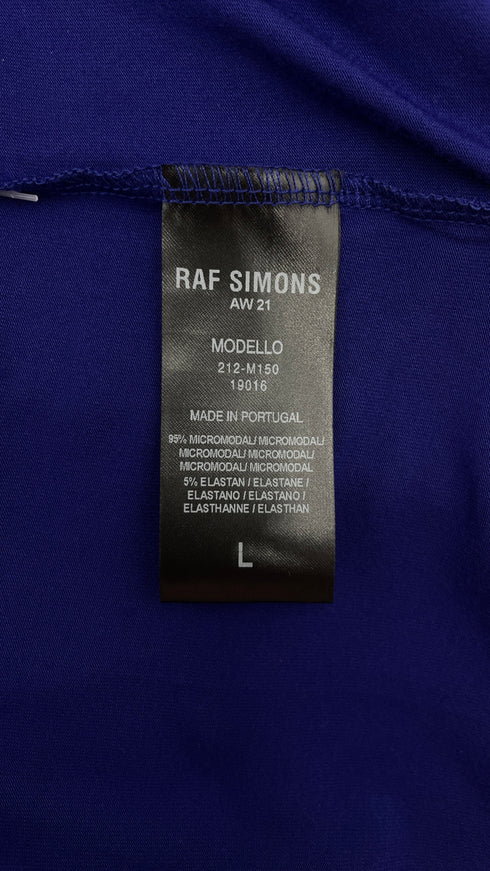 RAF SIMONS
AW 21
MODELLO
212-M150
19016
MADE IN PORTUGAL
95% MICROMODAL/ MICROMODAL/
MICROMODAL/ MICROMODAL/
MICROMODAL/ MICROMODAL
5% ELASTAN / ELASTANE /
ELASTANO / ELASTANO /
ELASTHANNE / ELASTHAN
L